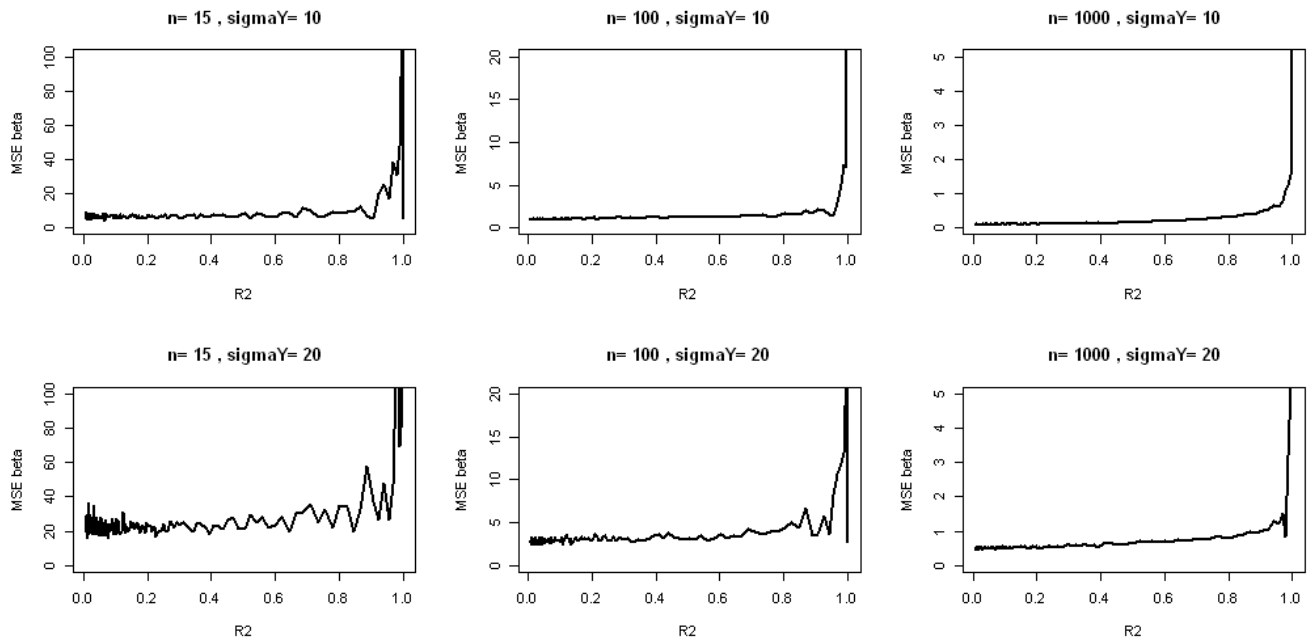 n= 15 , sigmaY= 10
n= 100 , sigmaY= 10
n= 1000 , sigmaY= 10
MSE beta
0 20 40 60 80 100
0.0 0.2 0.4 0.6 0.8 1.0
R2
MSE beta
0 5 10 15 20
0.0 0.2 0.4 0.6 0.8 1.0
R2
MSE beta
0 1 2 3 4 5
0.0 0.2 0.4 0.6 0.8 1.0
R2
n= 15 , sigmaY= 20
n= 100 , sigmaY= 20
n= 1000 , sigmaY= 20
MSE beta
0 20 40 60 80 100
0.0 0.2 0.4 0.6 0.8 1.0
R2
MSE beta
0 5 10 15 20
0.0 0.2 0.4 0.6 0.8 1.0
R2
MSE beta
0 1 2 3 4 5
0.0 0.2 0.4 0.6 0.8 1.0
R2